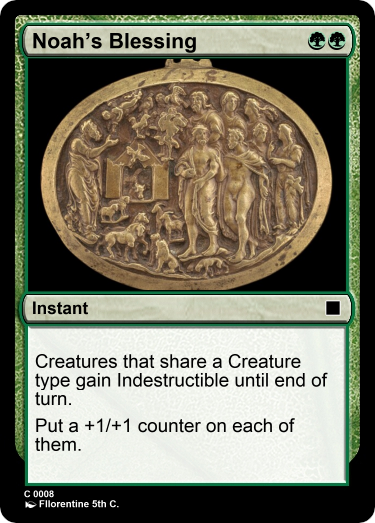 Noah's Blessing
Instant
Creatures that share a Creature
type gain Indestructible until end of
turn.
Put a +1/+1 counter on each of
them.
C 0008
Fllorentine 5th C.